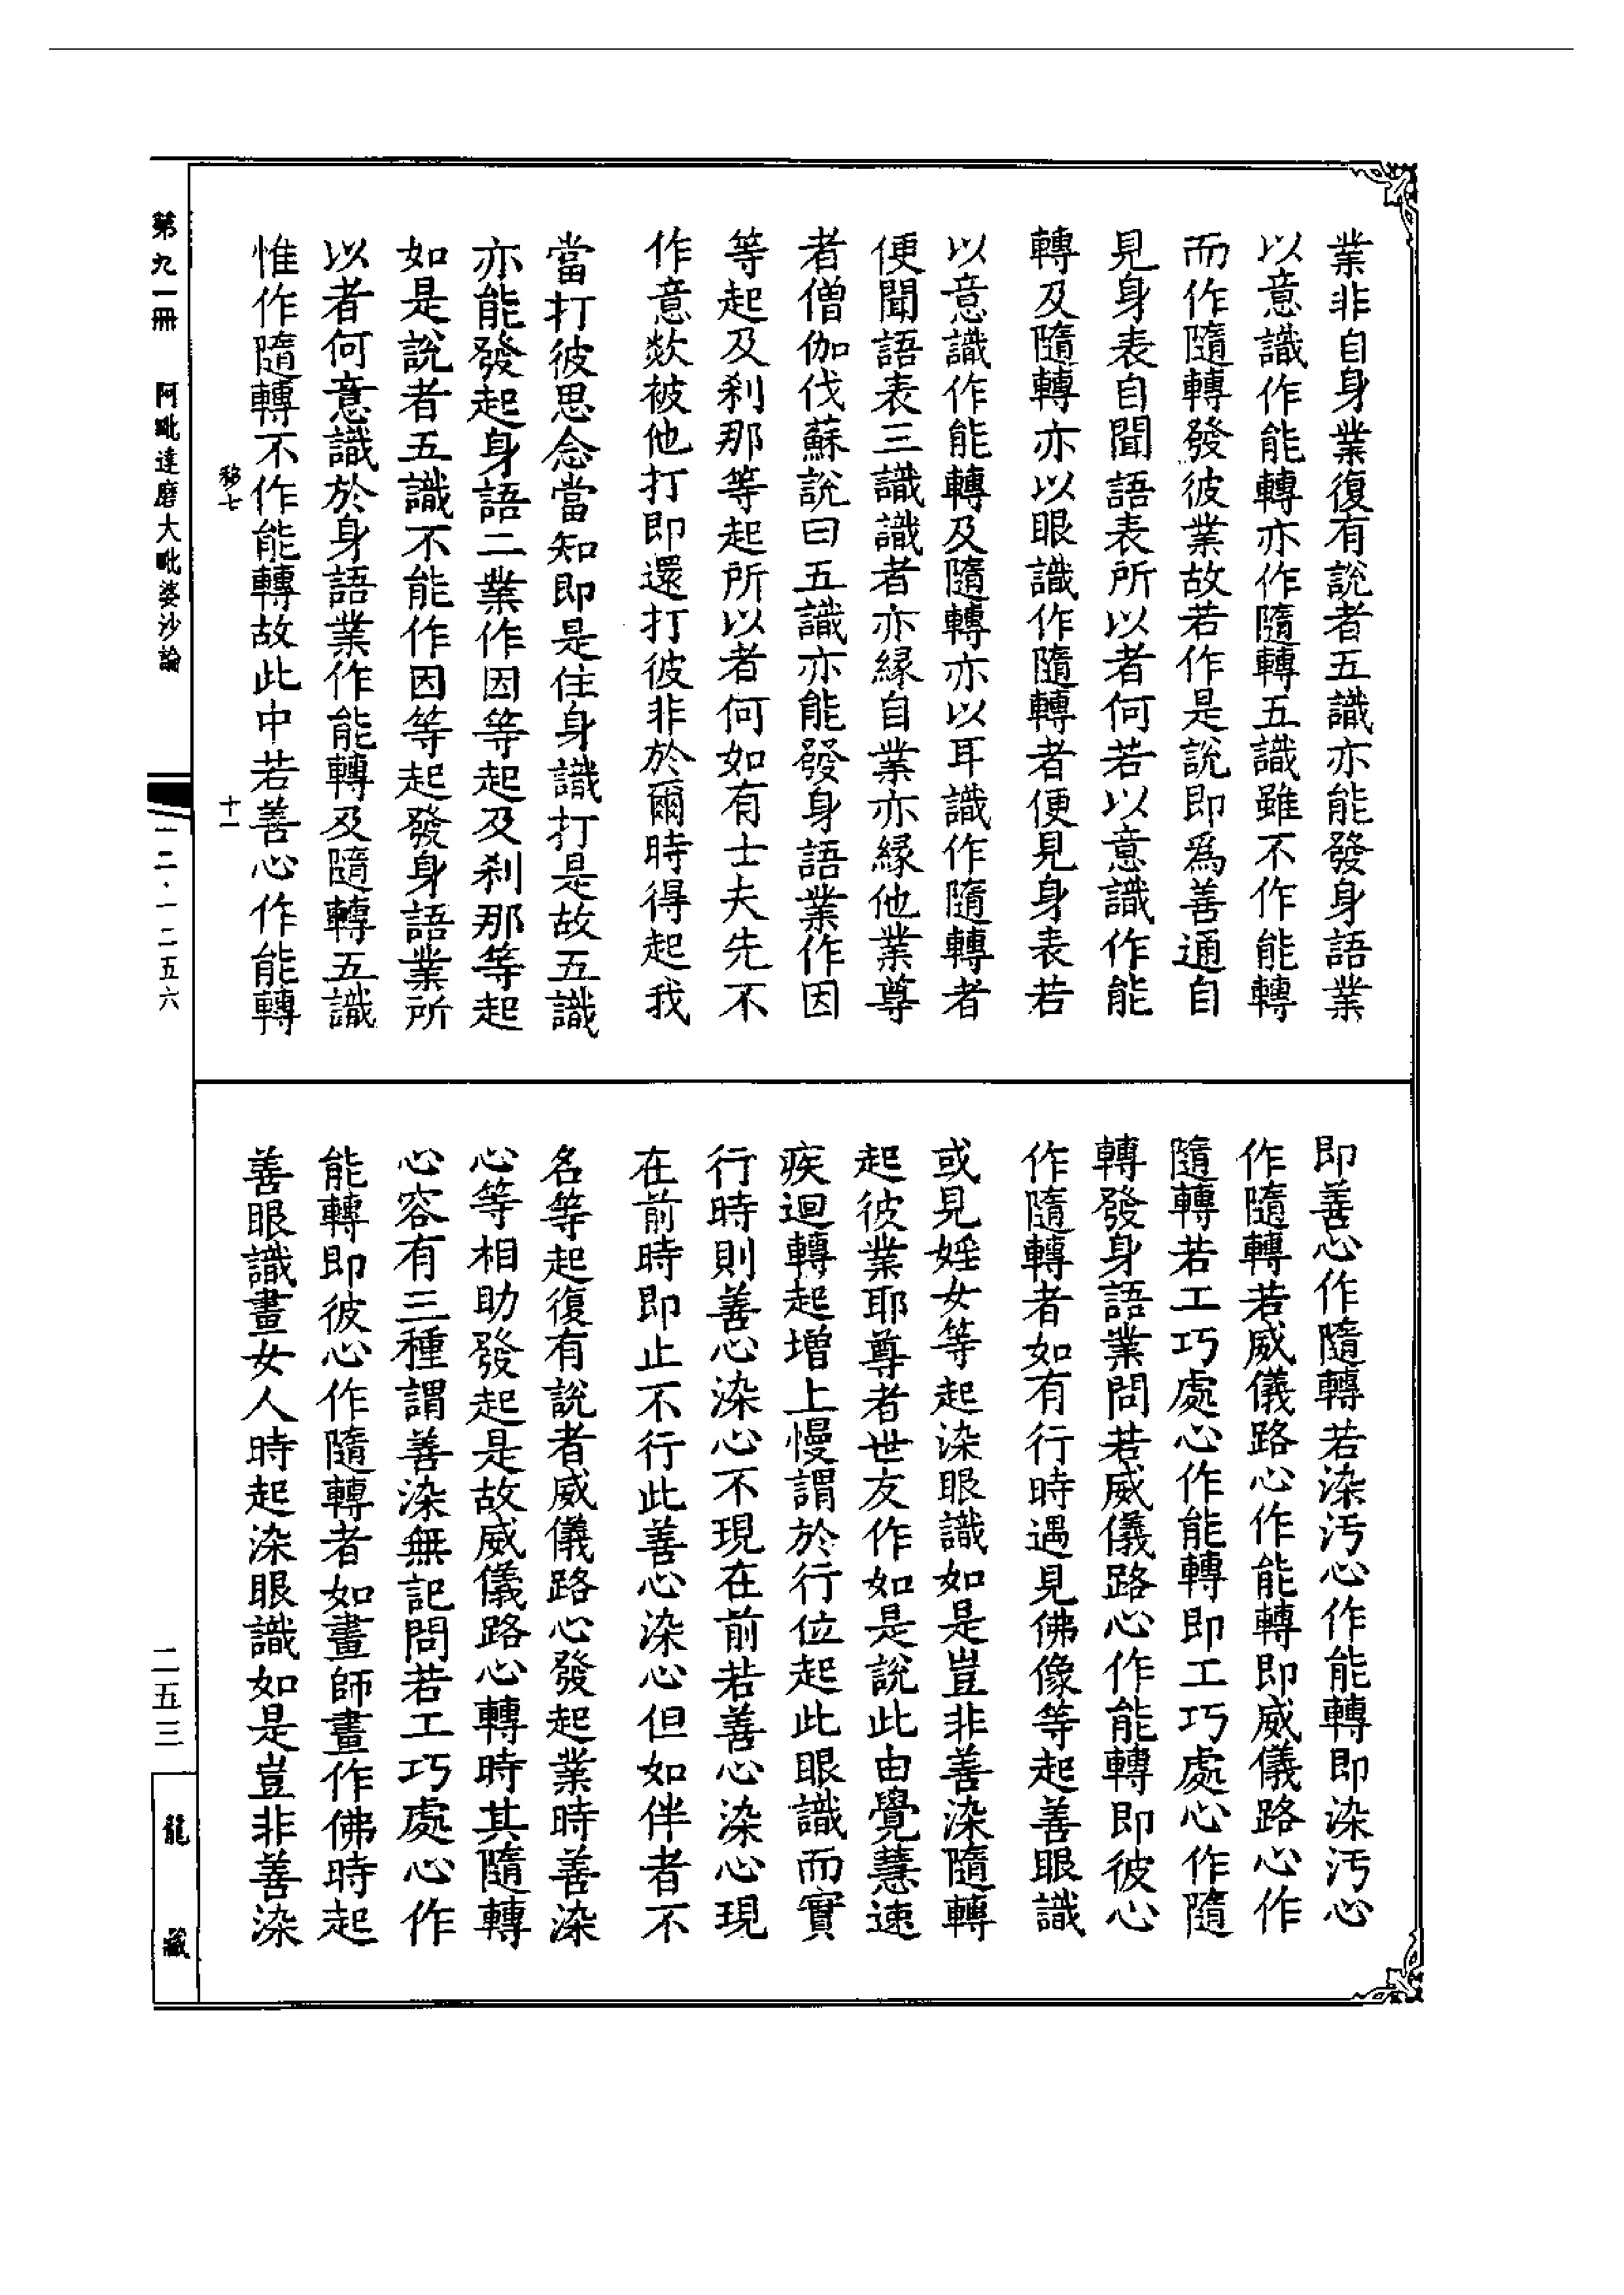 業非自身業復有說者五識亦能發身語業
以意識作能轉亦作隨轉五識雖不作能轉
而作隨轉發彼業故若作是說即爲善通自
見身表自聞語表所以者何若以意識作能
轉及隨轉亦以眼識作隨轉者便見身表若
以意識作能轉及隨轉亦以耳識作隨轉者
便聞語表三識識者亦緣自業亦緣他業尊
者僧伽伐蘇說曰五識亦能發身語業作因
等起及刹那等起所以者何如有士夫先不
作意欻被他打即還打彼非於爾時得起我
當打彼思念當知即是住身識打是故五識
亦能發起身語二業作因等起及刹那等起
如是說者五識不能作因等起發身語業所
以者何意識於身語業作能轉及隨轉五識
惟作隨轉不作能轉故此中若善心作能轉
即善心作隨轉若染汚心作能轉即染汚心
作隨轉若威儀路心作能轉即威儀路心作
隨轉若工巧處心作能轉即工巧處心作隨
轉發身語業問若威儀路心作能轉即彼心
作隨轉者如有行時遇見佛像等起善眼識
或見婬女等起染眼識如是豈非善染隨轉
起彼業耶尊者世友作如是說此由覺慧速
疾迴轉起增上慢謂於行位起此眼識而實
行時則善心染心不現在前若善心染心現
在前時即止不行此善心染心但如伴者不
名等起復有說者威儀路心發起業時善染
心等相助發起是故威儀路心轉時其隨轉
心容有三種謂善染無記問若工巧處心作
能轉即彼心作隨轉者如畫師畫作佛時起
善眼識畫女人時起染眼識如是豈非善染
移七
十一
第九一冊
阿毗達磨大毗婆沙論
一二·一二五六
二五三
龍藏